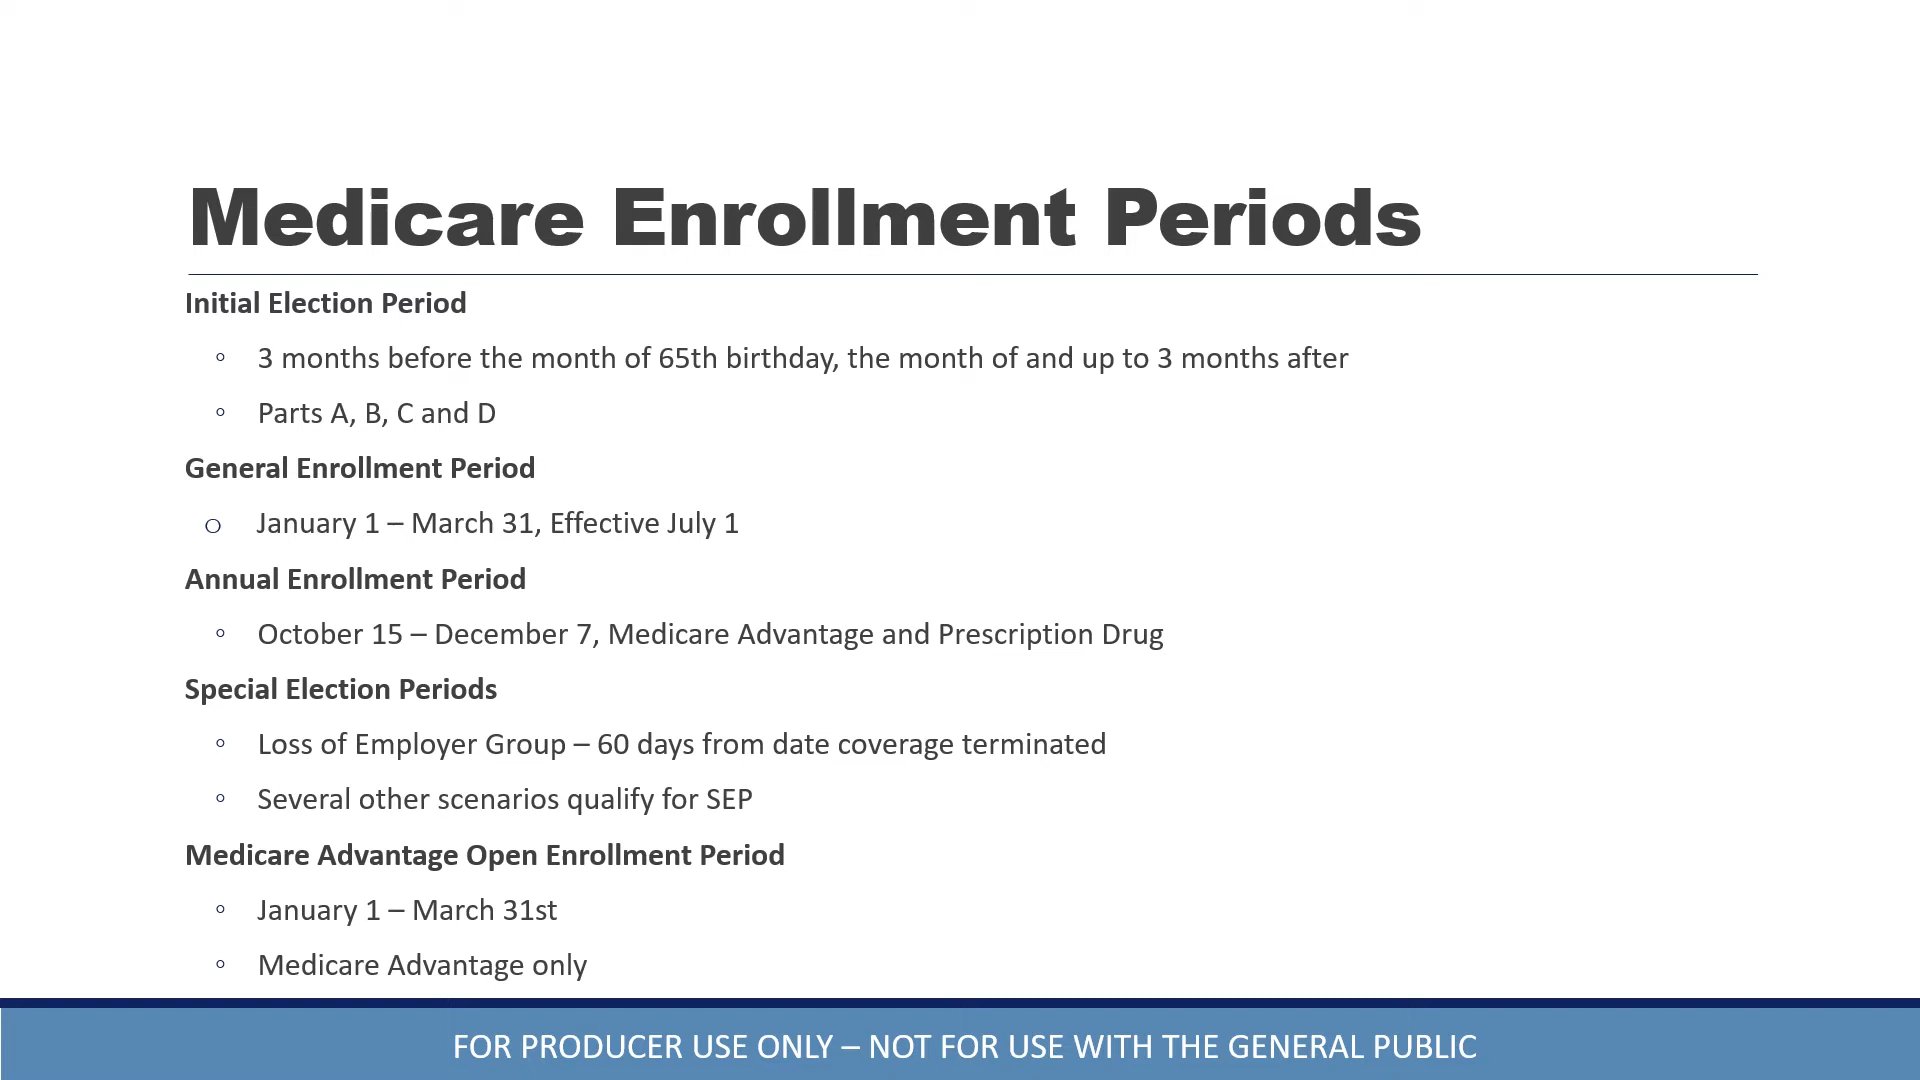 Medicare Enrollment Periods
Initial Election Period
◦ 3 months before the month of 65th birthday, the month of and up to 3 months after
◦ Parts A, B, C and D
General Enrollment Period
o January 1 – March 31, Effective July 1
Annual Enrollment Period
◦ October 15 – December 7, Medicare Advantage and Prescription Drug
Special Election Periods
◦ Loss of Employer Group – 60 days from date coverage terminated
◦ Several other scenarios qualify for SEP
Medicare Advantage Open Enrollment Period
◦ January 1 – March 31st
◦ Medicare Advantage only
FOR PRODUCER USE ONLY – NOT FOR USE WITH THE GENERAL PUBLIC